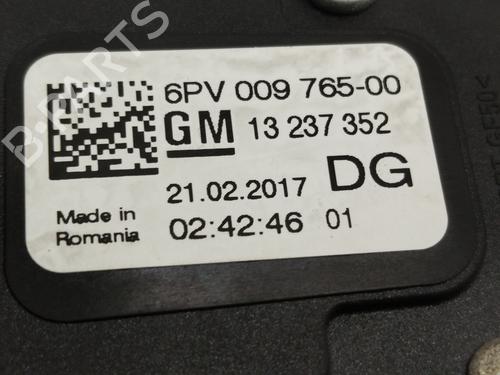 6PV 009 765-00
GM 13 237 352
21.02.2017 DG
Made in
Romania
02:42:46 01
B-PARTS